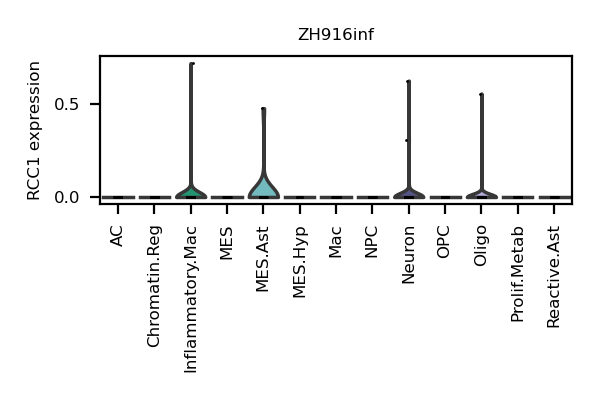 ZH916inf
RCC1 expression
0.5
0.0
AC
Chromatin.Reg
Inflammatory.Mac
MES
MES.Ast
MES.Hyp
Mac
NPC
Neuron
OPC
Oligo
Prolif.Metab
Reactive.Ast